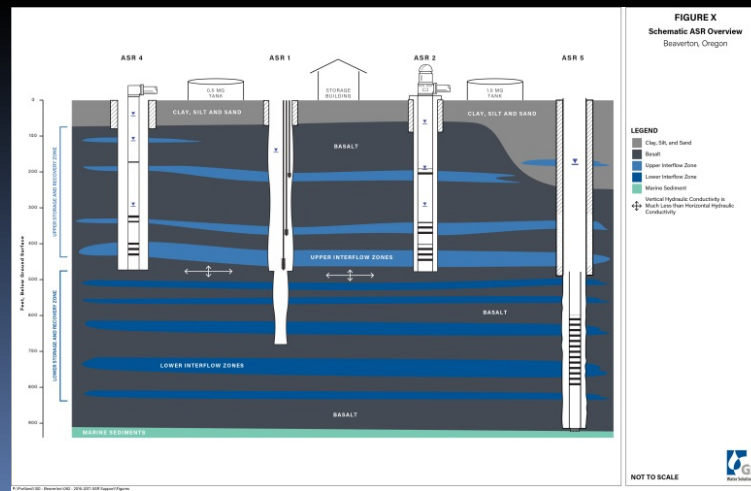 FIGURE X
Schematic ASR Overview
Beaverton, Oregon
ASR 4
ASR 1
ASR 2
ASR 5
0.5 MG
TANK
STORAGE
BUILDING
1.0 MG
TANK
0
100
200
300
400
500
600
700
800
900
Feet, Below Ground Surface
UPPER STORAGE AND RECOVERY ZONE
LOWER STORAGE AND RECOVERY ZONE
CLAY, SILT AND SAND
CLAY, SILT AND SAND
BASALT
UPPER INTERFLOW ZONES
BASALT
LOWER INTERFLOW ZONES
BASALT
MARINE SEDIMENTS
LEGEND
Clay, Silt, and Sand
Basalt
Upper Interflow Zone
Lower Interflow Zone
Marine Sediment
Vertical Hydraulic Conductivity is
Much Less than Horizontal Hydraulic
Conductivity
NOT TO SCALE
G
Water Solutions